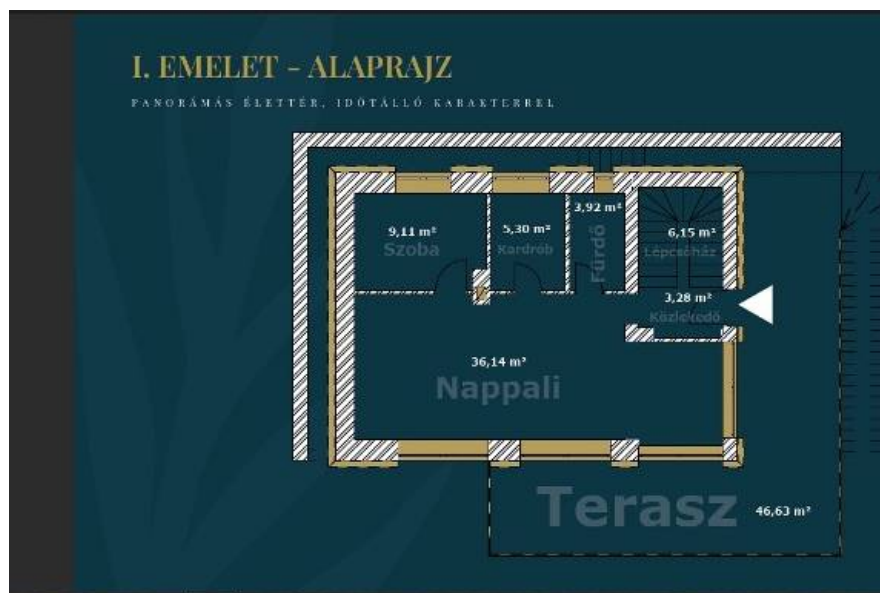 I. EMELET – ALAPRAJZ
PANORÁMÁS ÉLETTÉR, IDŐTÁLLÓ KARAKTERREL
9,11 m²
Szoba
5,30 m²
Kardrób
3,92 m²
Fürdő
6,15 m²
Lépcsőház
3,28 m²
Közlekedő
36,14 m²
Nappali
Terasz
46,63 m²